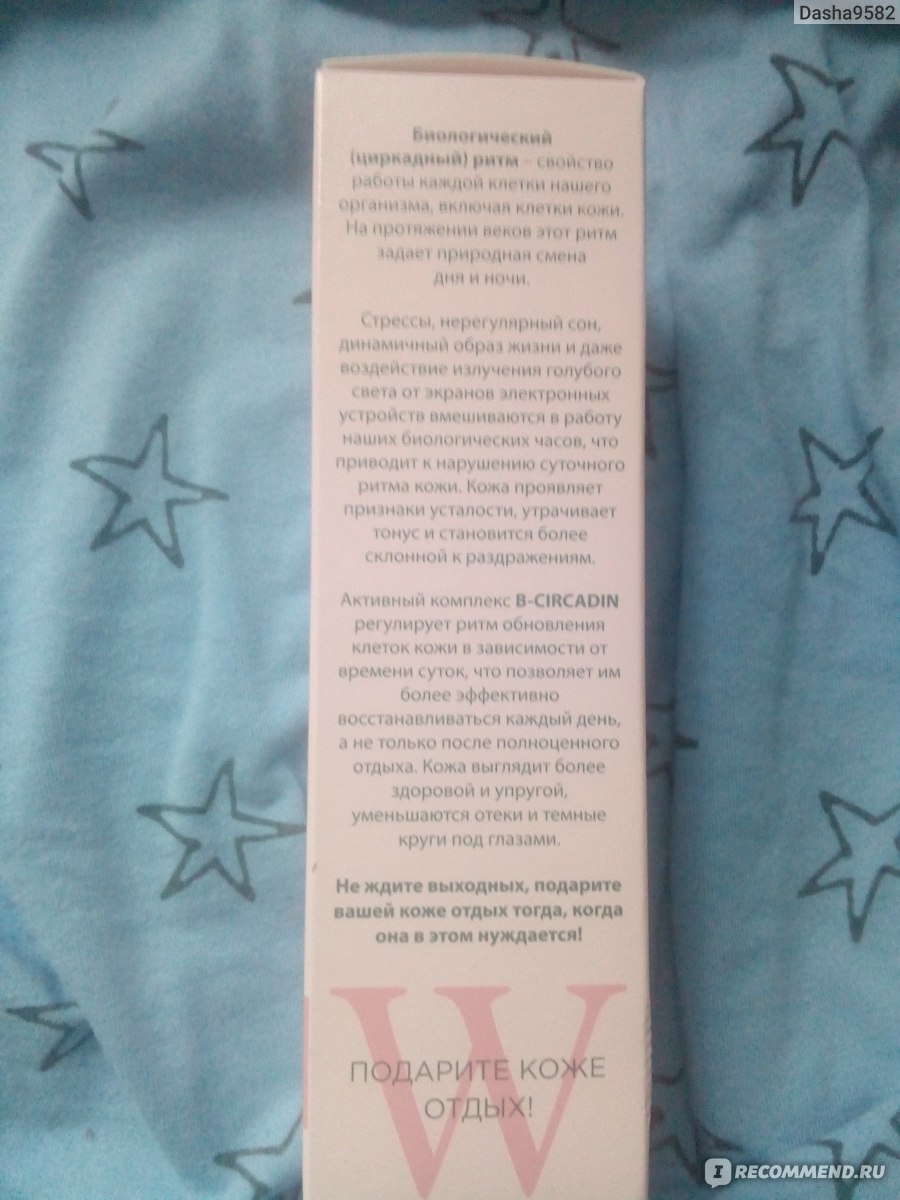 Dasha9582
Биологический
(циркадный) ритм – свойство
работы каждой клетки нашего
организма, включая клетки кожи.
На протяжении веков этот ритм
задает природная смена
дня и ночи.
Стрессы, нерегулярный сон,
динамичный образ жизни и даже
воздействие излучения голубого
света от экранов электронных
устройств вмешиваются в работу
наших биологических часов, что
приводит к нарушению суточного
ритма кожи. Кожа проявляет
признаки усталости, утрачивает
тонус и становится более
склонной к раздражениям.
Активный комплекс B-CIRCADIN
регулирует ритм обновления
клеток кожи в зависимости от
времени суток, что позволяет им
более эффективно
восстанавливаться каждый день,
а не только после полноценного
отдыха. Кожа выглядит более
здоровой и упругой,
уменьшаются отеки и темные
круги под глазами.
Не ждите выходных, подарите
вашей коже отдых тогда, когда
она в этом нуждается!
W
ПОДАРИТЕ КОЖЕ
ОТДЫХ!
IRECOMMEND.RU